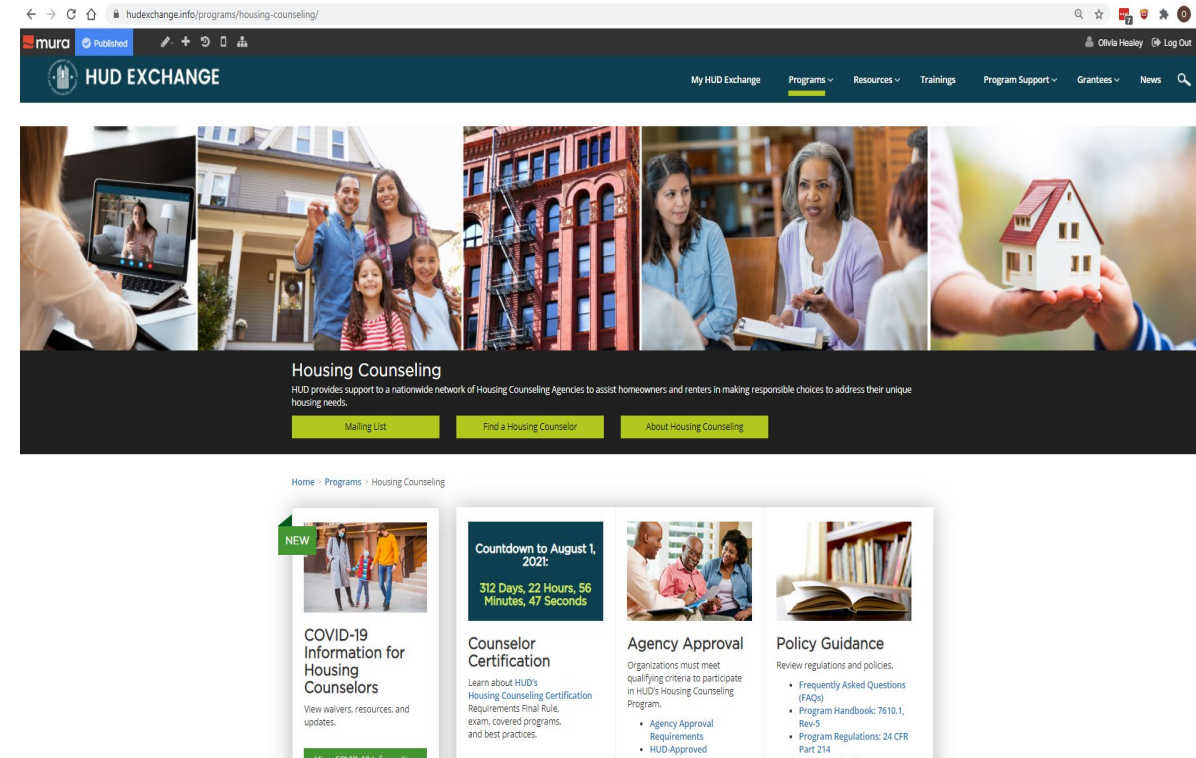 hudexchange.info/programs/housing-counseling/
7
O
mura
Published
Olivia Healey
Log Out
HUD EXCHANGE
My HUD Exchange
Programs
Resources
Trainings
Program Support
Grantees
News
Housing Counseling
HUD provides support to a nationwide network of Housing Counseling Agencies to assist homeowners and renters in making responsible choices to address their unique
housing needs.
Mailing List
Find a Housing Counselor
About Housing Counseling
Home > Programs > Housing Counseling
NEW
COVID-19
Information for
Housing
Counselors
View waivers, resources, and
updates.
Countdown to August 1,
2021:
312 Days, 22 Hours, 56
Minutes, 47 Seconds
Counselor
Certification
Learn about HUD's
Housing Counseling Certification
Requirements Final Rule,
exam, covered programs,
and best practices.
Agency Approval
Organizations must meet
qualifying criteria to participate
in HUD's Housing Counseling
Program.
• Agency Approval
Requirements
• HUD-Approved
Policy Guidance
Review regulations and policies.
• Frequently Asked Questions
(FAQs)
• Program Handbook: 7610.1,
Rev-5
• Program Regulations: 24 CFR
Part 214